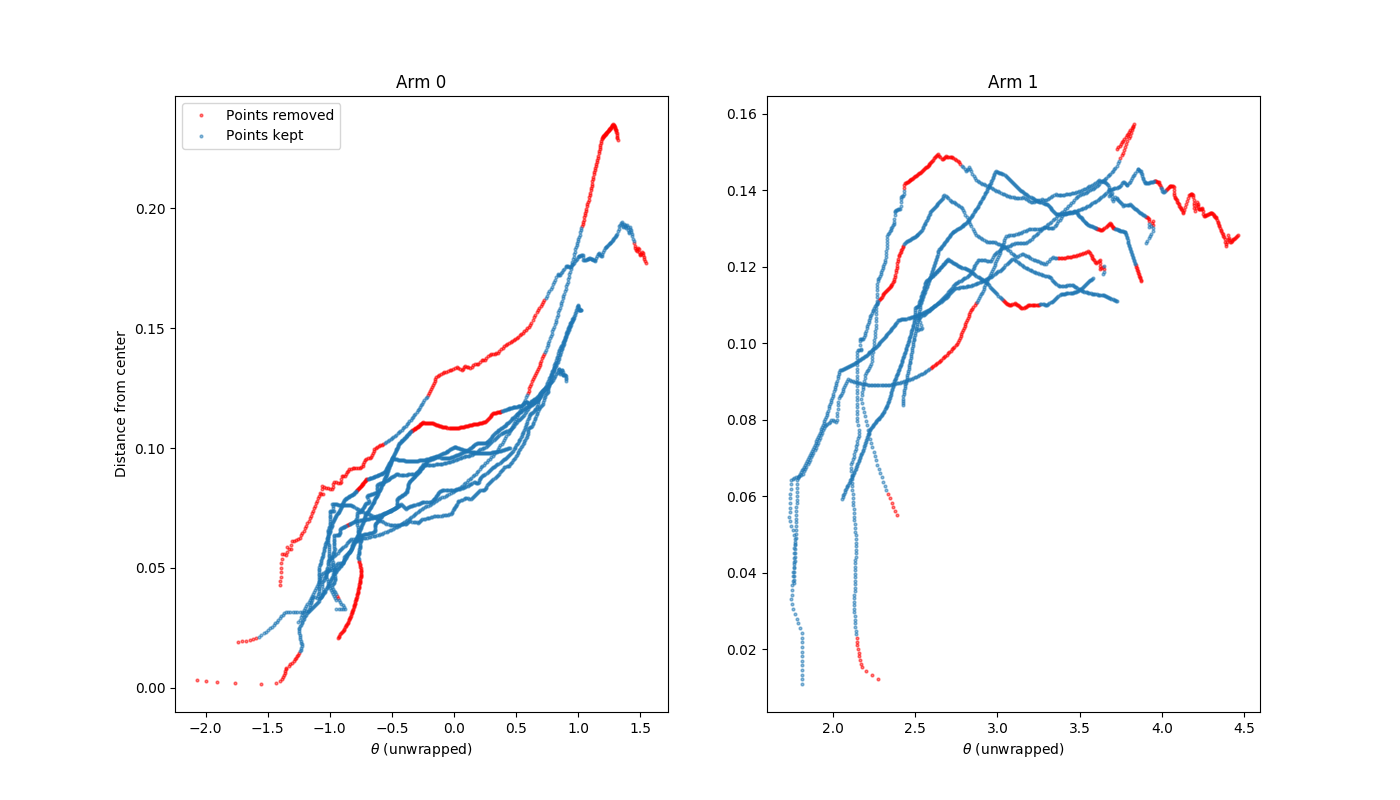 Arm 0
Points removed
Points kept
0.20
0.15
0.10
0.05
0.00
Distance from center
−2.0 −1.5 −1.0 −0.5 0.0 0.5 1.0 1.5
θ (unwrapped)
Arm 1
0.16
0.14
0.12
0.10
0.08
0.06
0.04
0.02
2.0 2.5 3.0 3.5 4.0 4.5
θ (unwrapped)